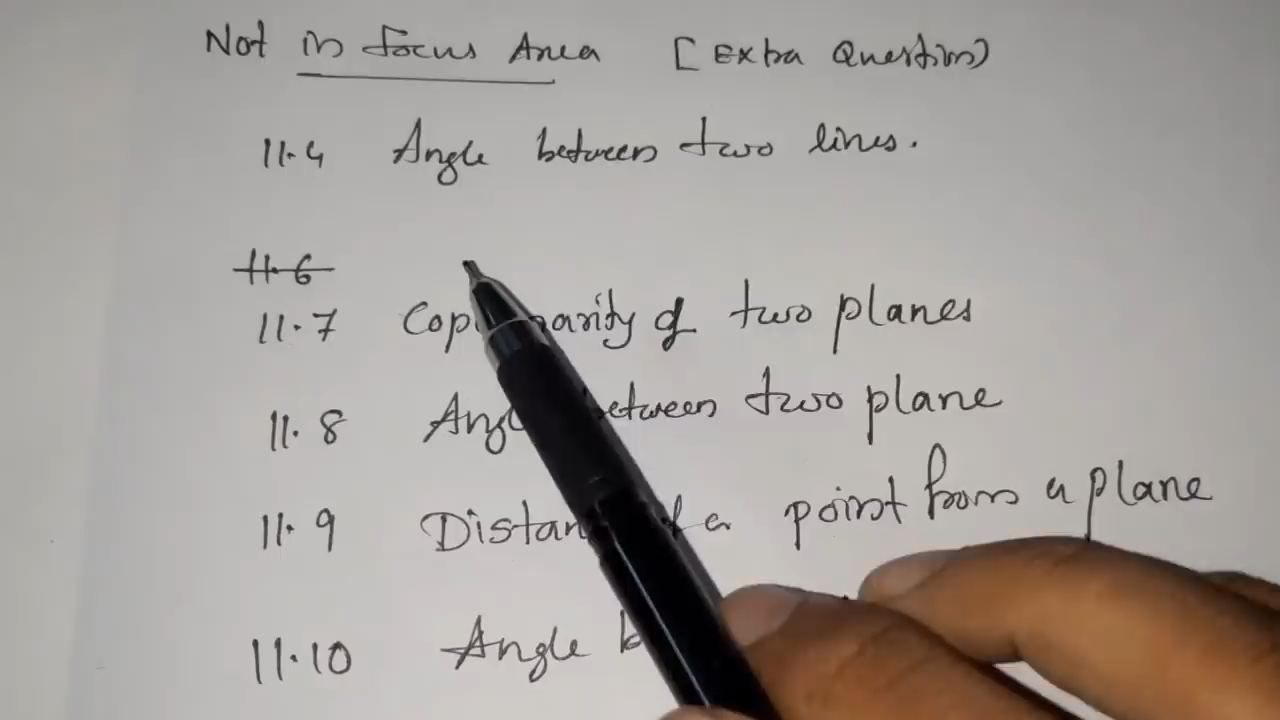 Not in focus Area [Extra Question)
11.4 Angle between two lines.
11.6
11.7 of two planes
11.8 between two plane
11.9 a point from a plane
11.10 Angle